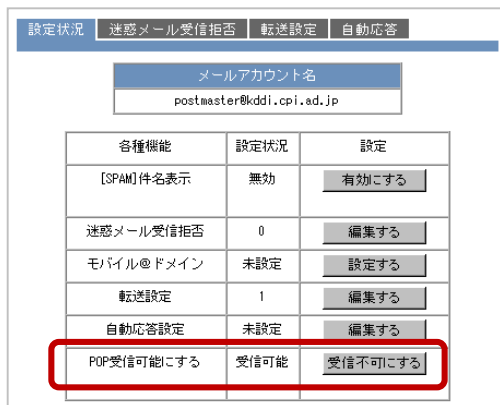 設定状況 迷惑メール受信拒否 転送設定 自動応答
メールアカウント名
postmaster@kddi.cpi.ad.jp
各種機能 設定状況 設定
[SPAM]件名表示 無効 有効にする
迷惑メール受信拒否 0 編集する
モバイル@ドメイン 未設定 設定する
転送設定 1 編集する
自動応答設定 未設定 編集する
POP受信可能にする 受信可能 受信不可にする